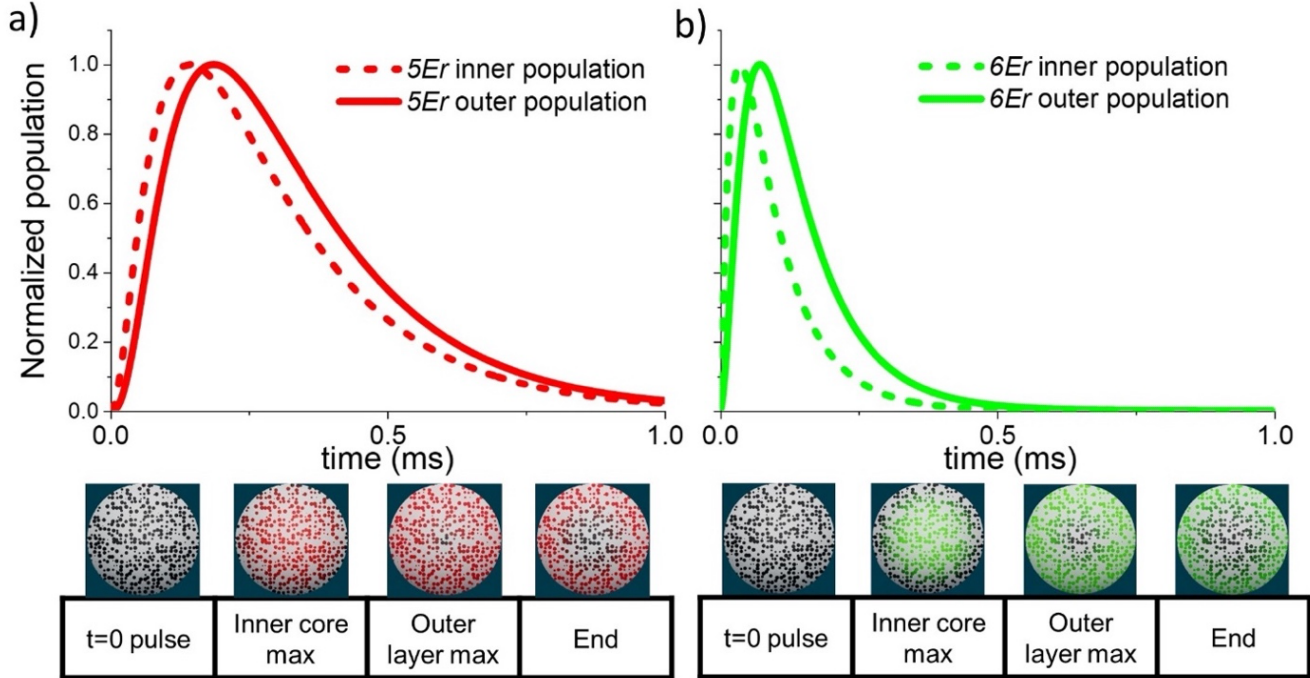 a)
5Er inner population
5Er outer population
Normalized population
1.0
0.8
0.6
0.4
0.2
0.0
0.0 0.5 1.0
time (ms)
t=0 pulse
Inner core
max
Outer
layer max
End
b)
6Er inner population
6Er outer population
0.0 0.5 1.0
time (ms)
t=0 pulse
Inner core
max
Outer
layer max
End